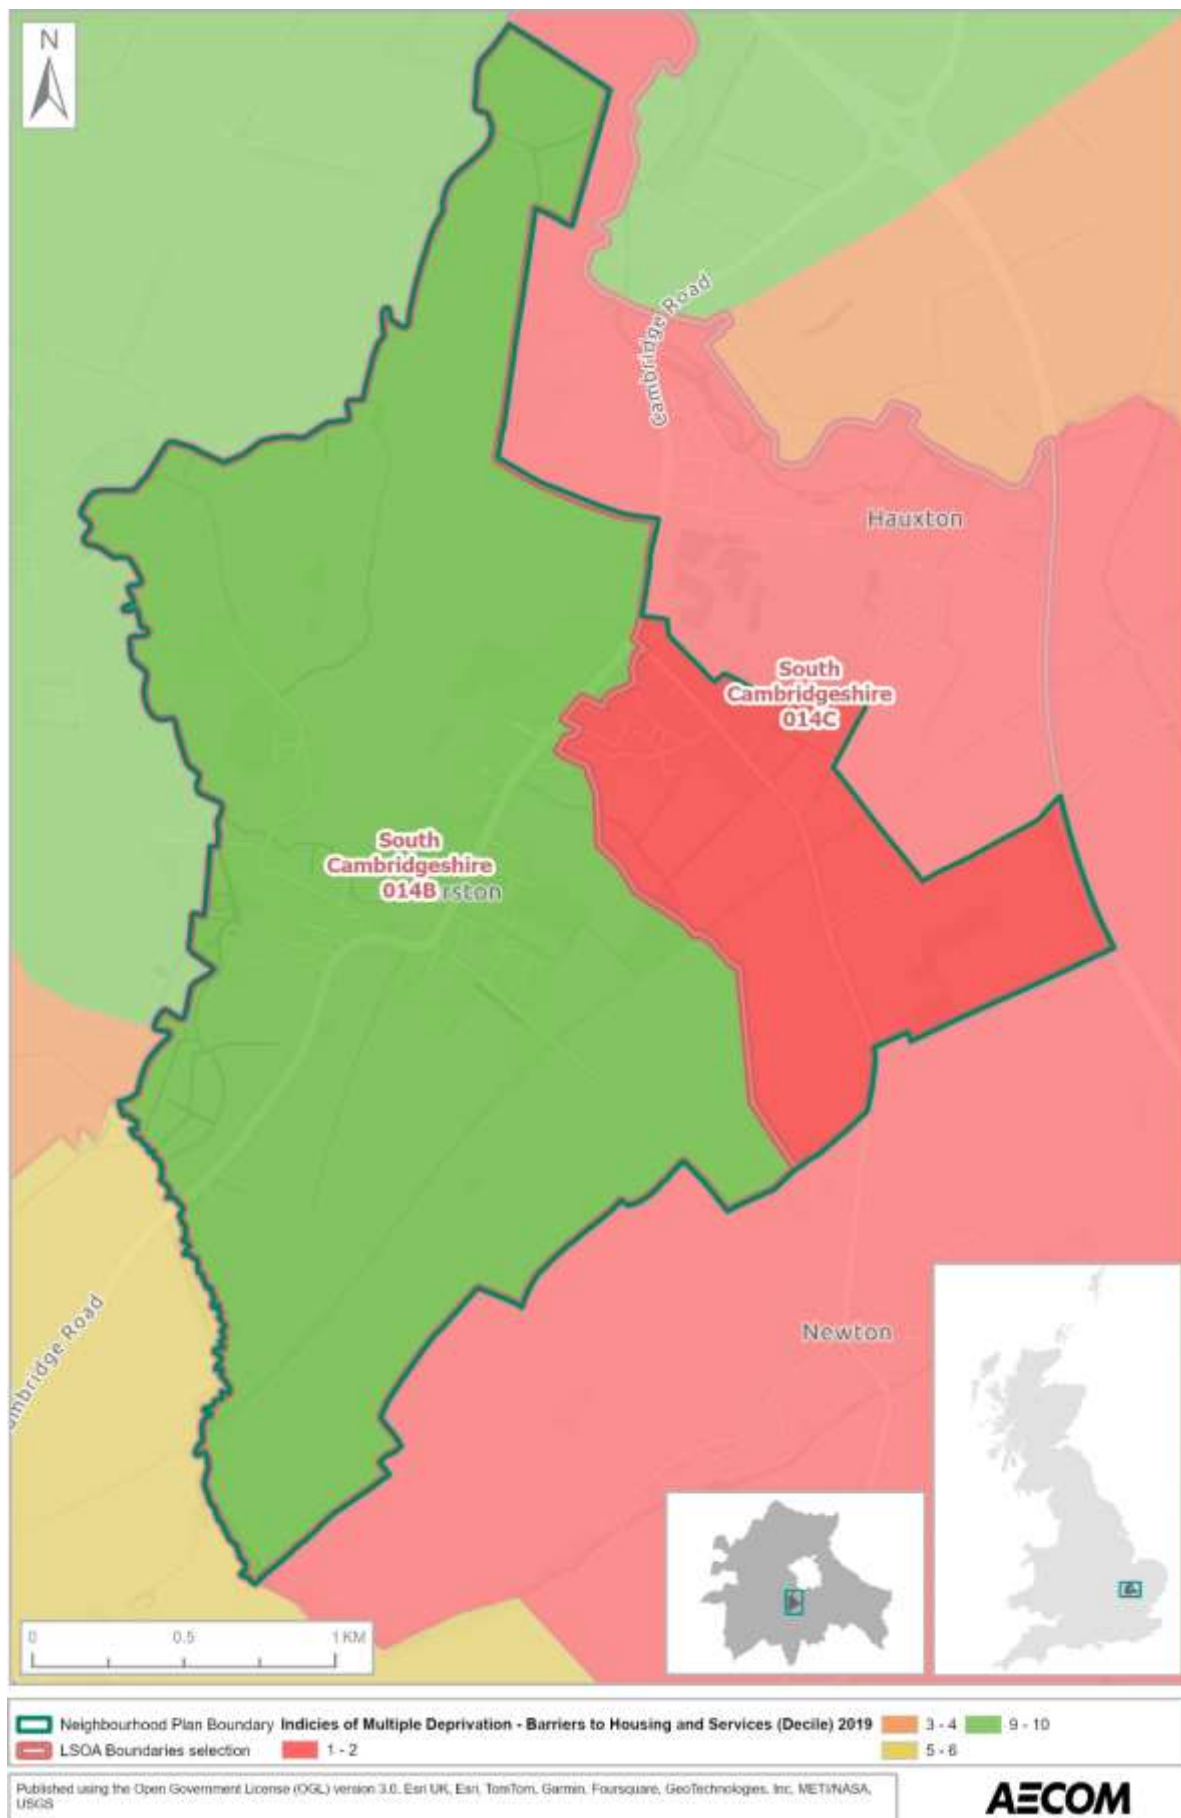 N
Cambridge Road
Hauxton
South
Cambridgeshire
014C
South
Cambridgeshire
014B rston
ambridge Road
Newton
0 0.5 1 KM
Neighbourhood Plan Boundary Indicies of Multiple Deprivation - Barriers to Housing and Services (Decile) 2019 3 - 4 9 - 10
LSOA Boundaries selection 1 - 2 5 - 6
Published using the Open Government License (OGL) version 3.0. Esri UK, Esri, TomTom, Garmin, Foursquare, GeoTechnologies, Inc, METI/NASA,
USGS
AECOM